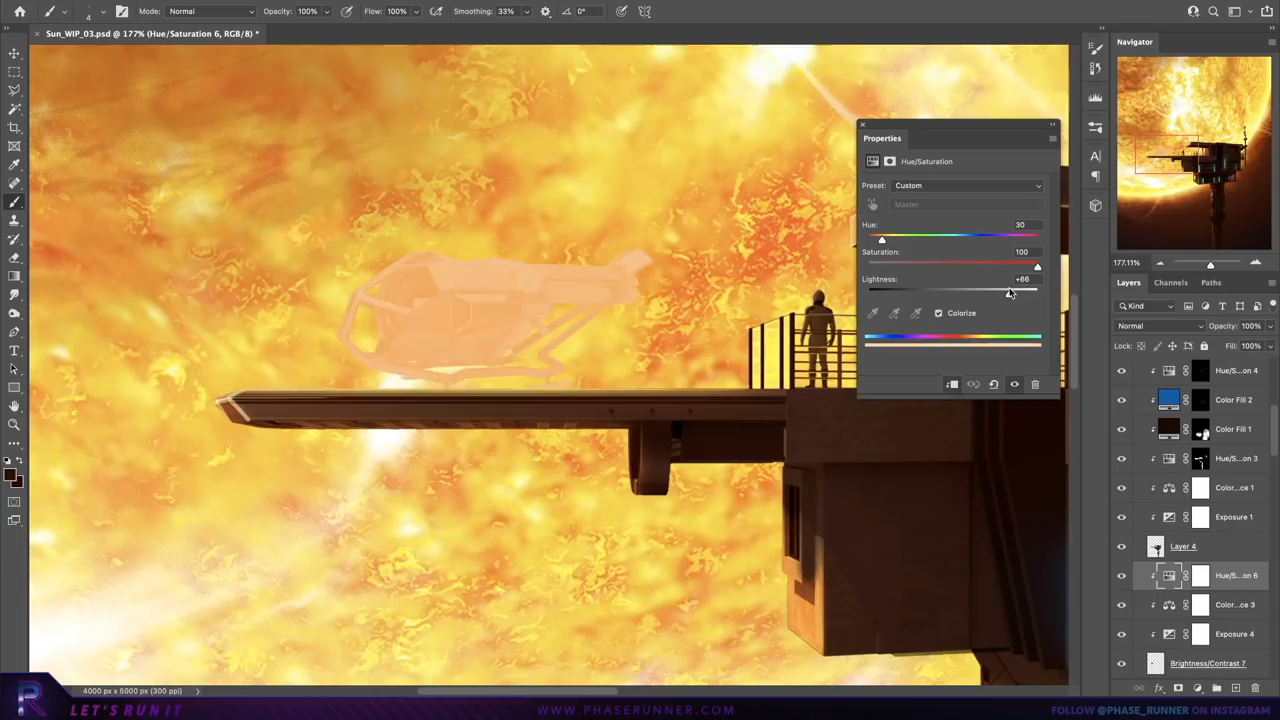 Mode: Normal Opacity: 100% Flow: 100% Smoothing: 33% 0°
4
Sun_WIP_03.psd @ 177% (Hue/Saturation 6, RGB/8) *
Navigator
Properties
Hue/Saturation
Preset: Custom
Master
Hue: 30
Saturation: 100
Lightness: +66
Colorize
177.11%
Layers Channels Paths
Kind
Normal Opacity: 100%
Lock: Fill: 100%
Hue/S...on 4
Color Fill 2
Color Fill 1
Hue/S...on 3
Color...ce 1
Exposure 1
Layer 4
Hue/S...on 6
Color...ce 3
Exposure 4
Brightness/Contrast 7
fx
4000 px x 5000 px (300 ppi)
LET'S RUN IT
WWW.PHASERUNNER.COM
FOLLOW @PHASE_RUNNER ON INSTAGRAM